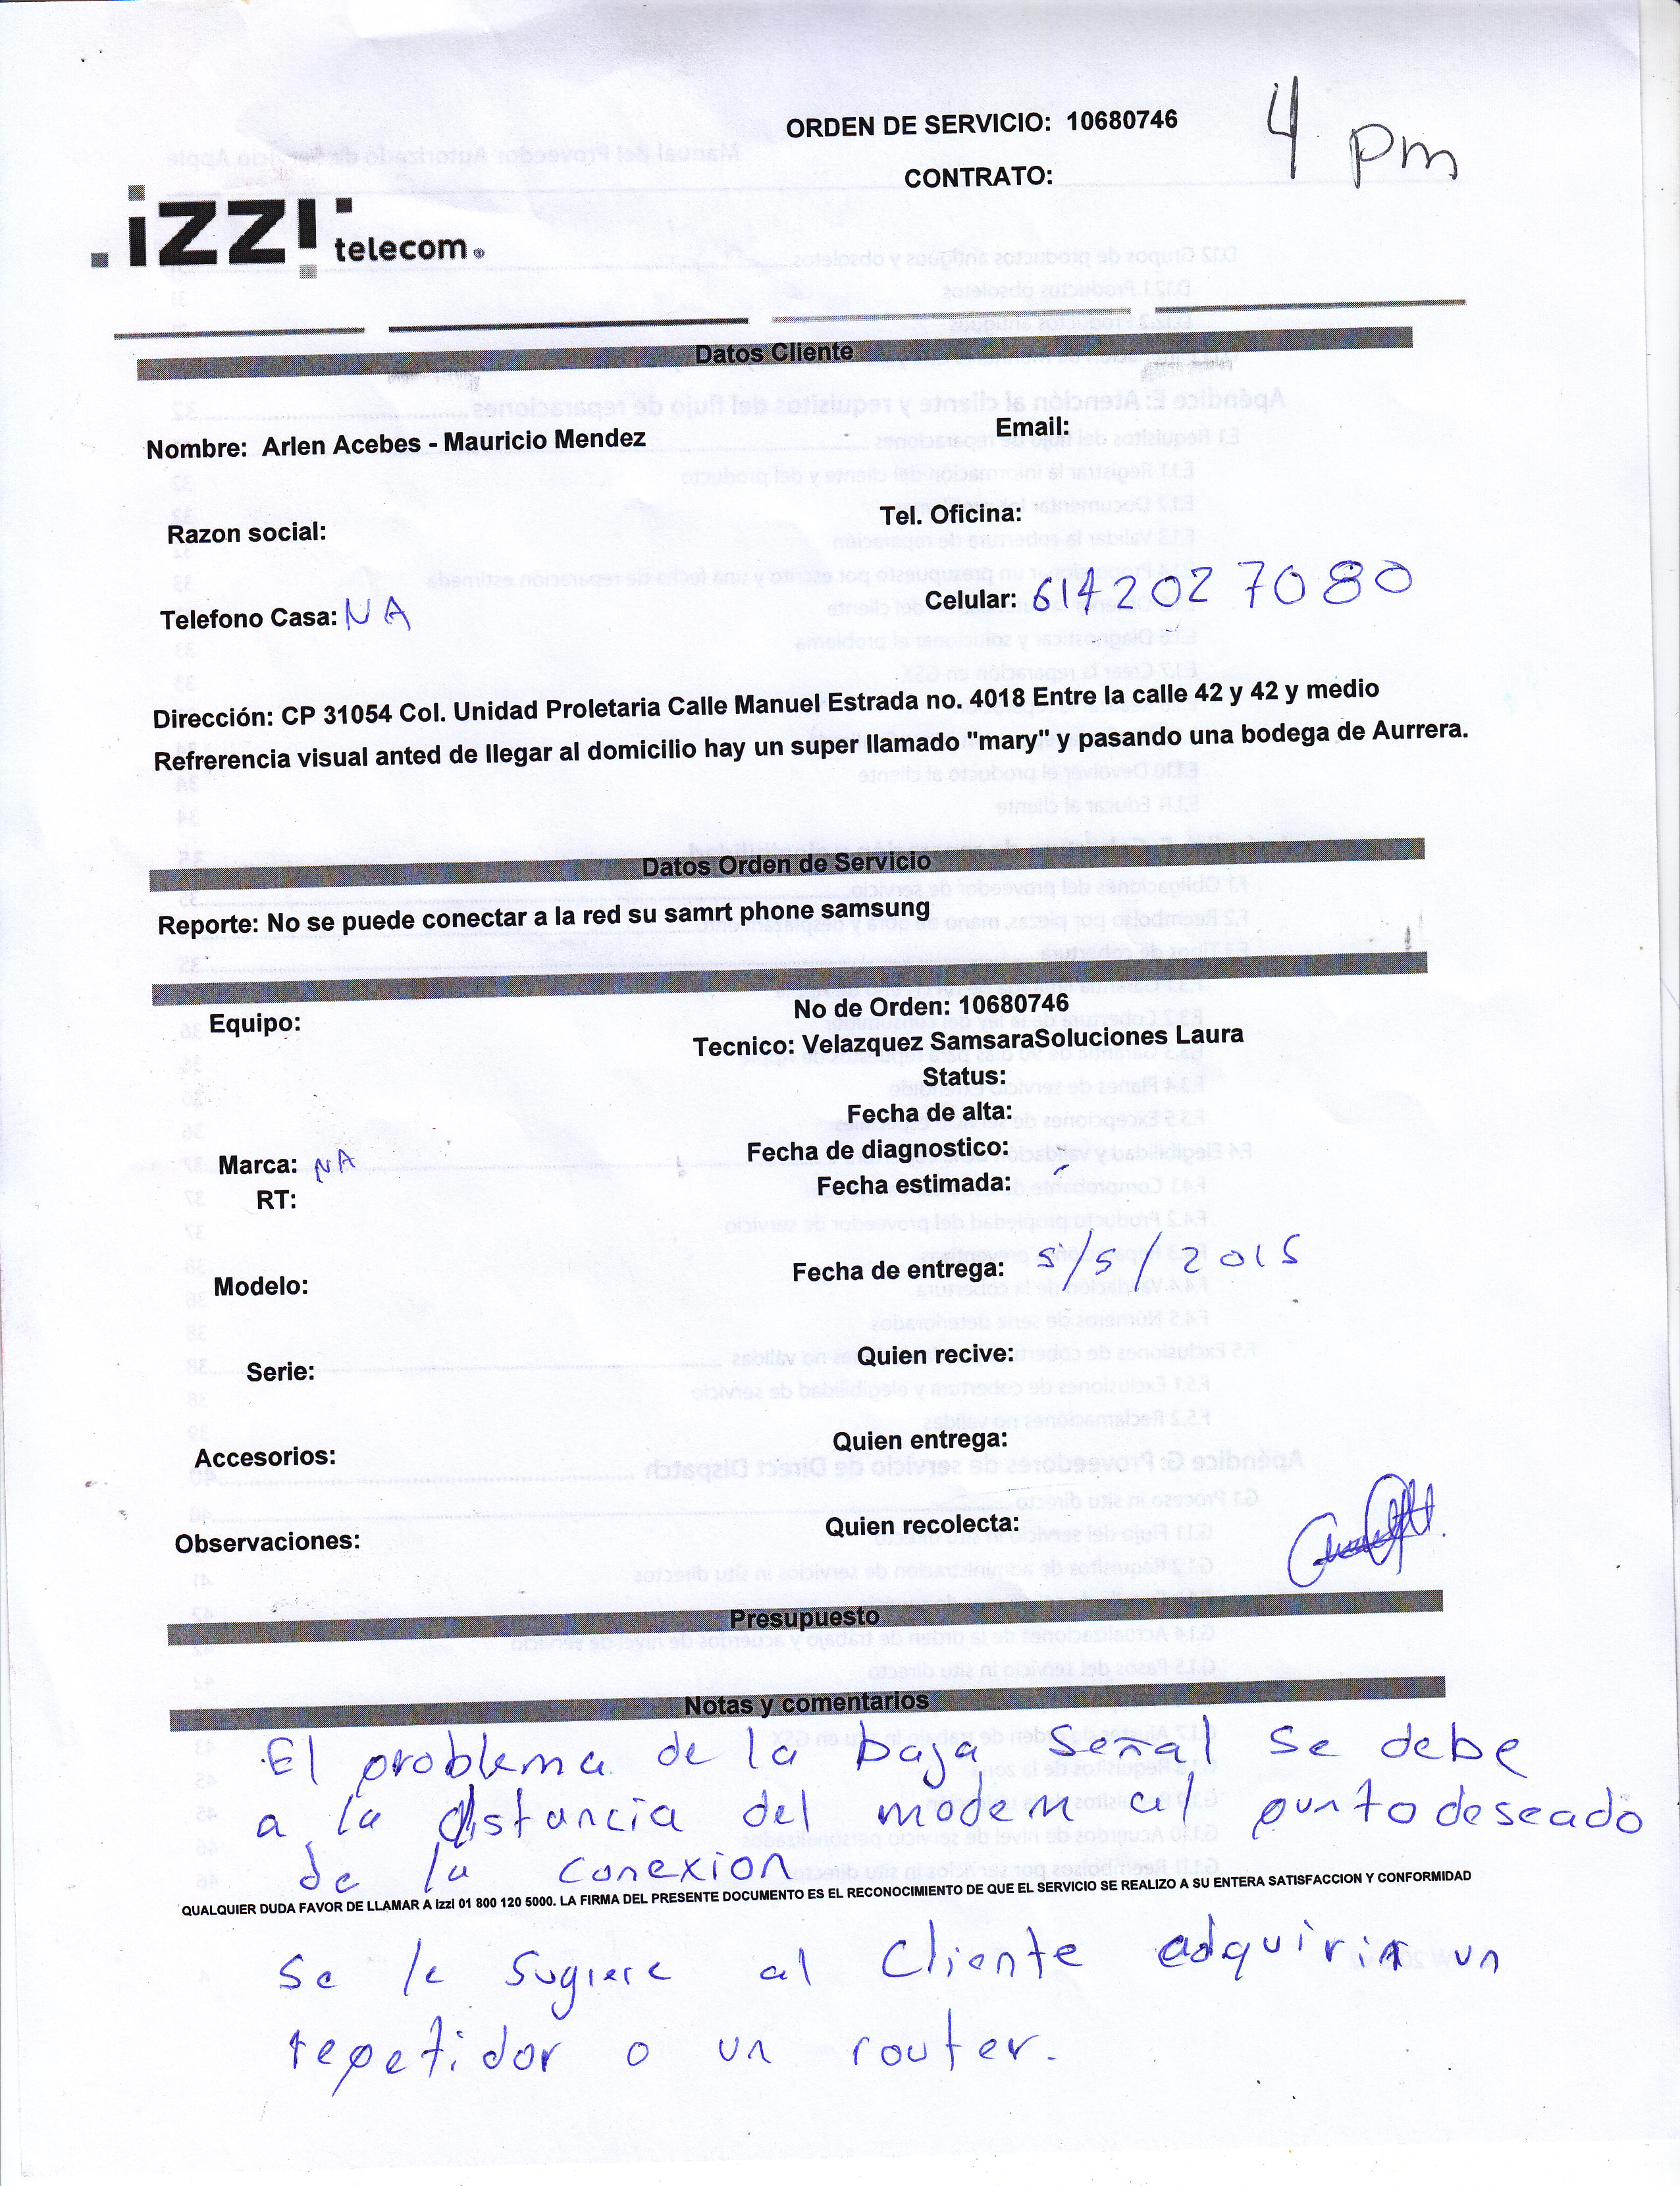 ORDEN DE SERVICIO: 10680746
4 pm
CONTRATO:
izzi telecom
Datos Cliente
Nombre: Arlen Acebes - Mauricio Mendez
Email:
Razon social:
Tel. Oficina:
Telefono Casa: NA
Celular: 6142027080
Dirección: CP 31054 Col. Unidad Proletaria Calle Manuel Estrada no. 4018 Entre la calle 42 y 42 y medio
Refrerencia visual anted de llegar al domicilio hay un super llamado "mary" y pasando una bodega de Aurrera.
Datos Orden de Servicio
Reporte: No se puede conectar a la red su samrt phone samsung
Equipo:
No de Orden: 10680746
Tecnico: Velazquez SamsaraSoluciones Laura
Status:
Fecha de alta:
Marca: NA
Fecha de diagnostico:
RT:
Fecha estimada:
Modelo:
Fecha de entrega: 5/5/2015
Serie:
Quien recive:
Accesorios:
Quien entrega:
Observaciones:
Quien recolecta:
Presupuesto
Notas y comentarios
El problema de la baja señal se debe
a la distancia del modem al punto deseado
de la conexion
QUALQUIER DUDA FAVOR DE LLAMAR A izzi 01 800 120 5000. LA FIRMA DEL PRESENTE DOCUMENTO ES EL RECONOCIMIENTO DE QUE EL SERVICIO SE REALIZO A SU ENTERA SATISFACCION Y CONFORMIDAD
Se le sugiere al Cliente adquirir un
repetidor o un router.